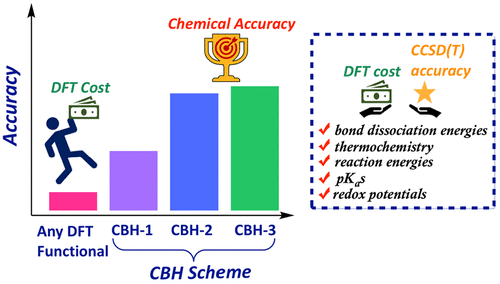 Accuracy
DFT Cost
Chemical Accuracy
Any DFT
Functional
CBH-1
CBH-2
CBH-3
CBH Scheme
DFT cost
CCSD(T)
accuracy
bond dissociation energies
thermochemistry
reaction energies
pKas
redox potentials